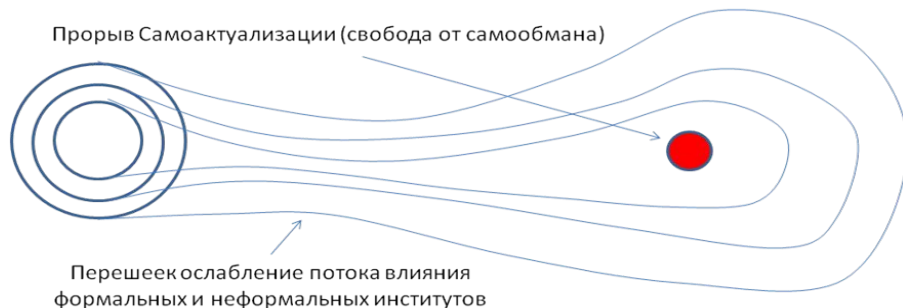 Прорыв Самоактуализации (свобода от самообмана)
Перешеек ослабление потока влияния
формальных и неформальных институтов